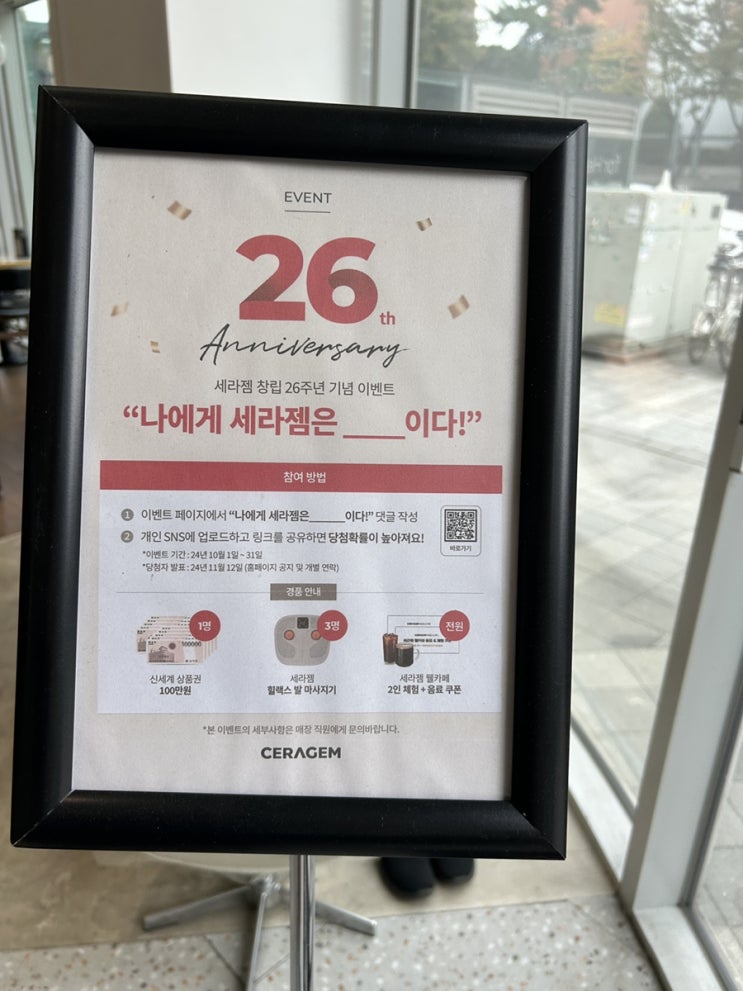 EVENT
26th
Anniversary
세라젬 창립 26주년 기념 이벤트
“나에게 세라젬은 ____이다!”
참여 방법
1 이벤트 페이지에서 “나에게 세라젬은______이다!” 댓글 작성
2 개인 SNS에 업로드하고 링크를 공유하면 당첨확률이 높아져요!
*이벤트 기간 : 24년 10월 1일 ~ 31일
*당첨자 발표 : 24년 11월 12일 (홈페이지 공지 및 개별 연락)
바로가기
경품 안내
1명
3명
전원
100000
신세계 상품권
100만원
세라젬
힐랙스 발 마사지기
세라젬 웰카페
2인 체험 + 음료 쿠폰
*본 이벤트의 세부사항은 매장 직원에게 문의바랍니다.
CERAGEM